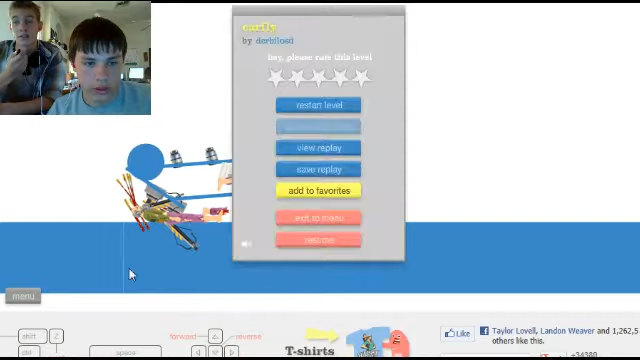 by
hey, please rate this level
restart level
view replay
save replay
add to favorites
exit to menu
resume
menu
shift
Z
ctrl
space
forward
reverse
T-shirts
Like
Taylor Lovell, Landon Weaver and 1,262,5
others like this.
+34380